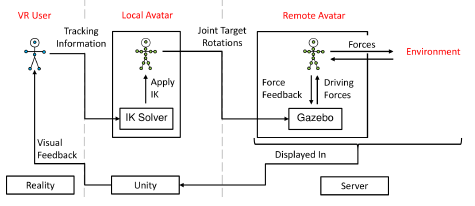 VR User
Local Avatar
Remote Avatar
Tracking
Information
Joint Target
Rotations
Forces
Environment
Apply
IK
Force
Feedback
Driving
Forces
IK Solver
Gazebo
Visual
Feedback
Displayed In
Reality
Unity
Server